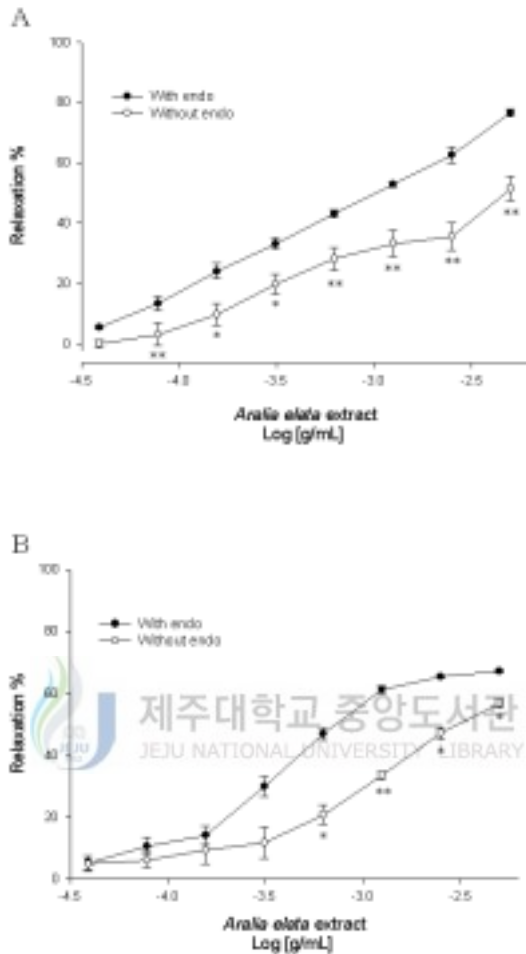 A
100
80
60
40
20
0
With endo
Without endo
Relaxation %
**
*
*
**
**
**
**
-4.5
-4.0
-3.5
-3.0
-2.5
Aralia elata extract
Log [g/mL]
B
100
80
60
40
20
0
With endo
Without endo
Relaxation %
제주대학교 중앙도서관
JEJU NATIONAL UNIVERSITY LIBRARY
JEJU
*
**
*
*
-4.5
-4.0
-3.5
-3.0
-2.5
Aralia elata extract
Log [g/mL]